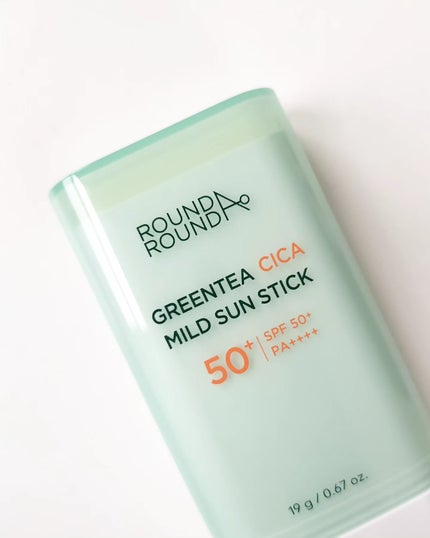 ROUND A
ROUND
GREENTEA CICA
MILD SUN STICK
50+ SPF 50+
PA++++
19 g / 0.67 oz.